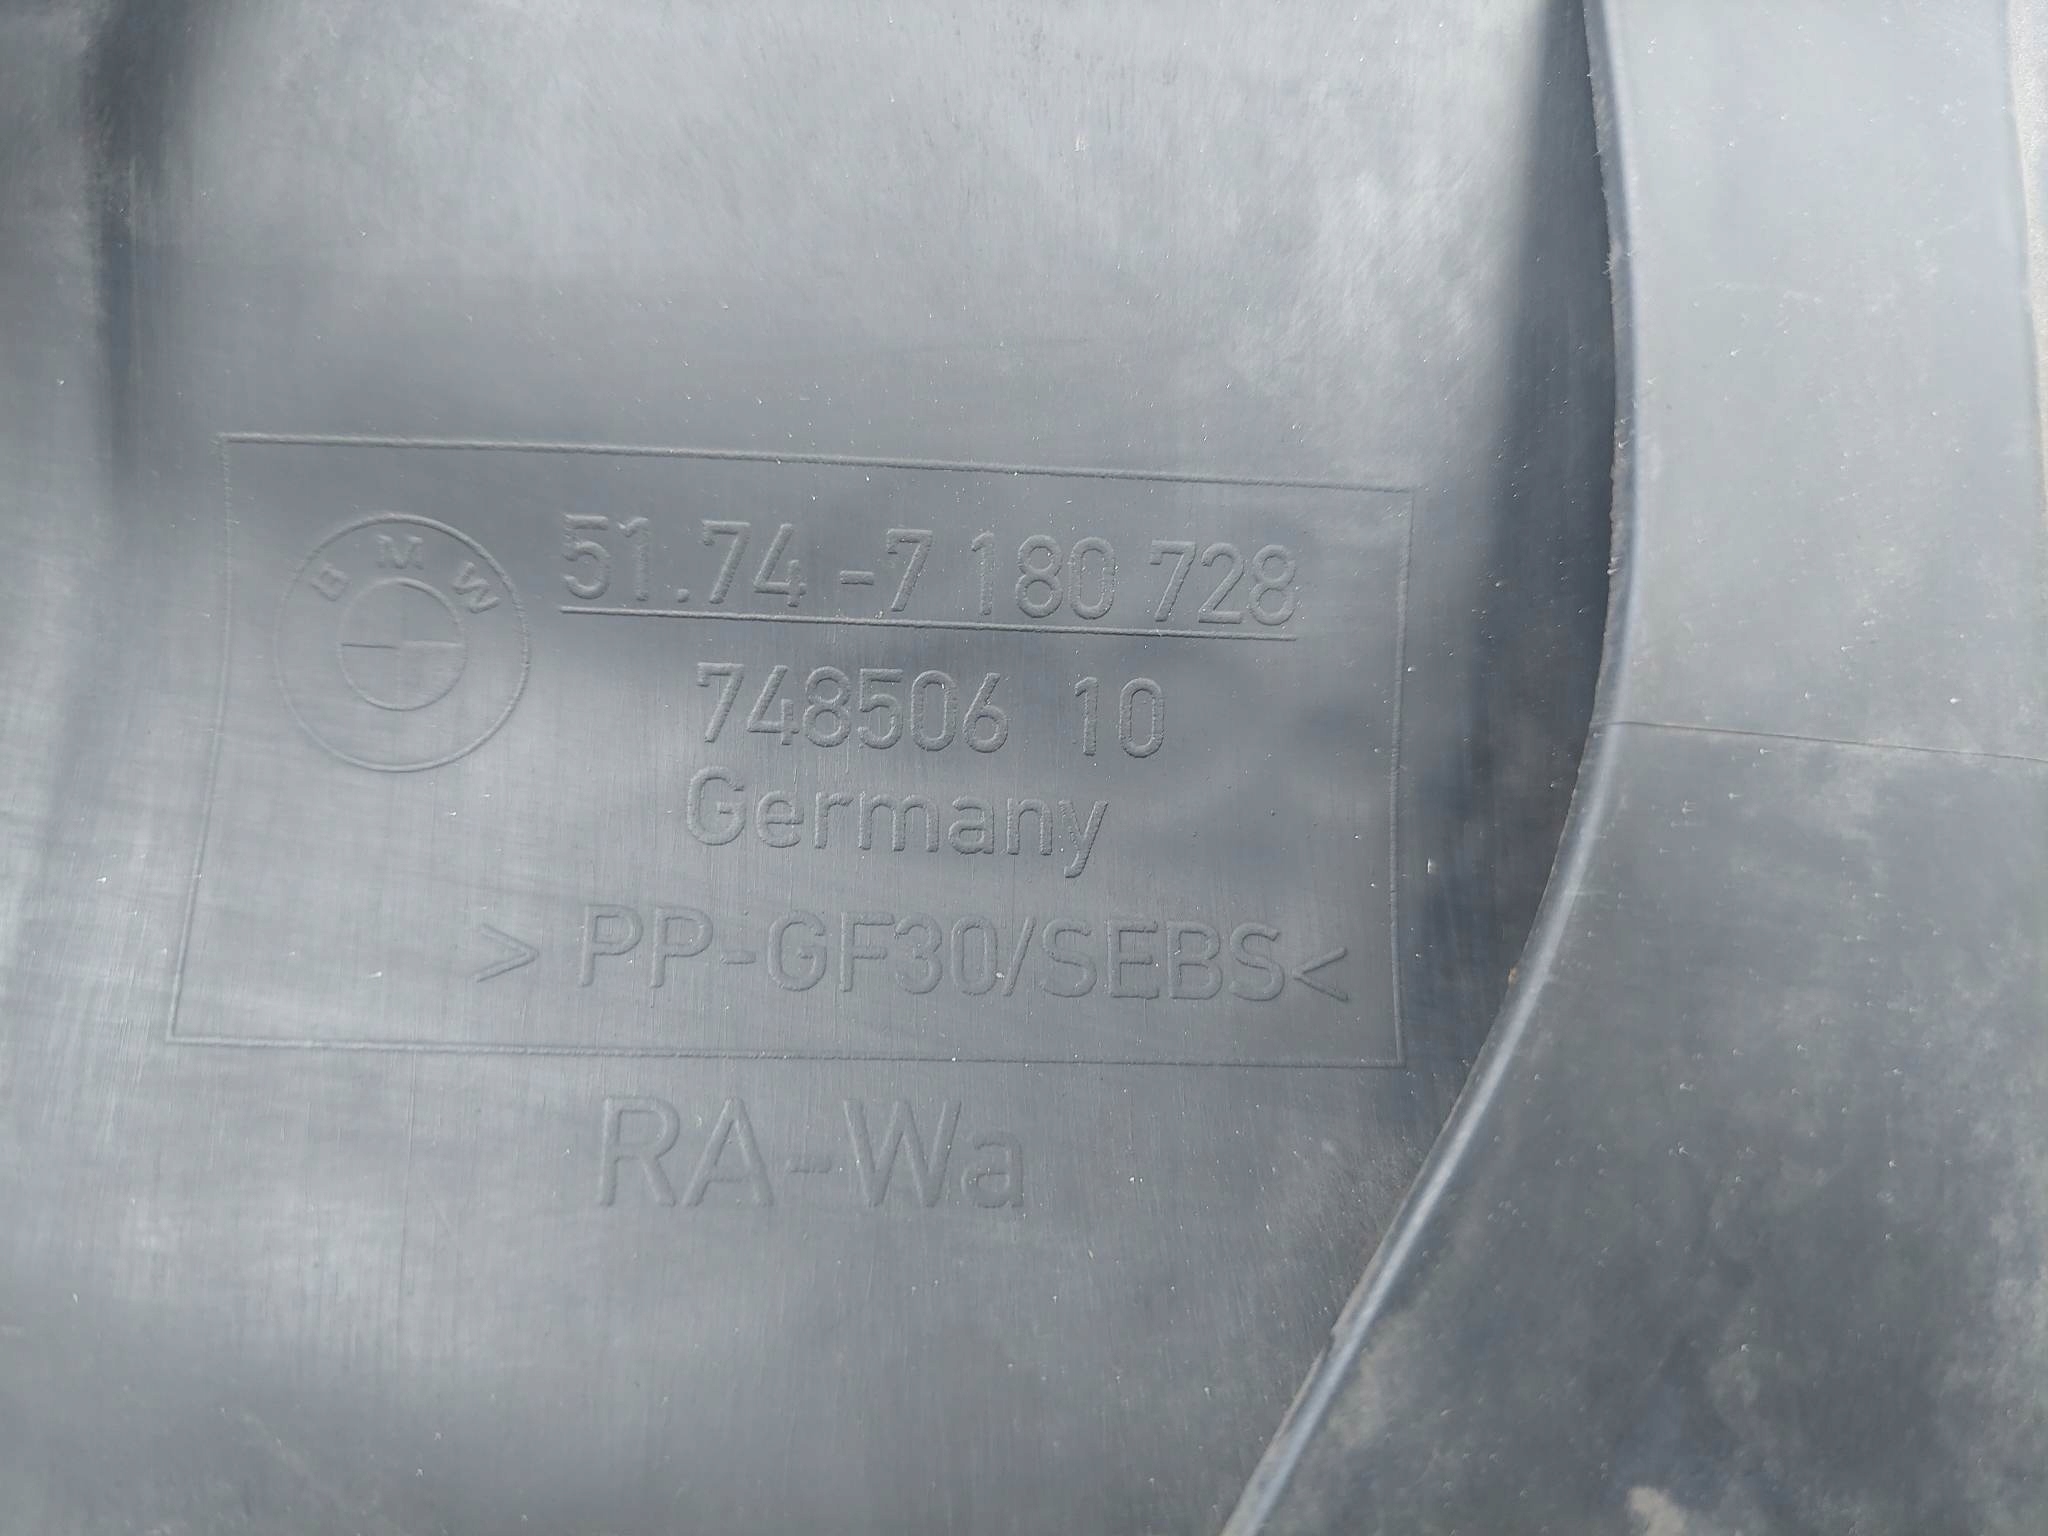 BMW
51.74-7 180 728
748506 10
Germany
>PP-GF30/SEBS<
RA-Wa